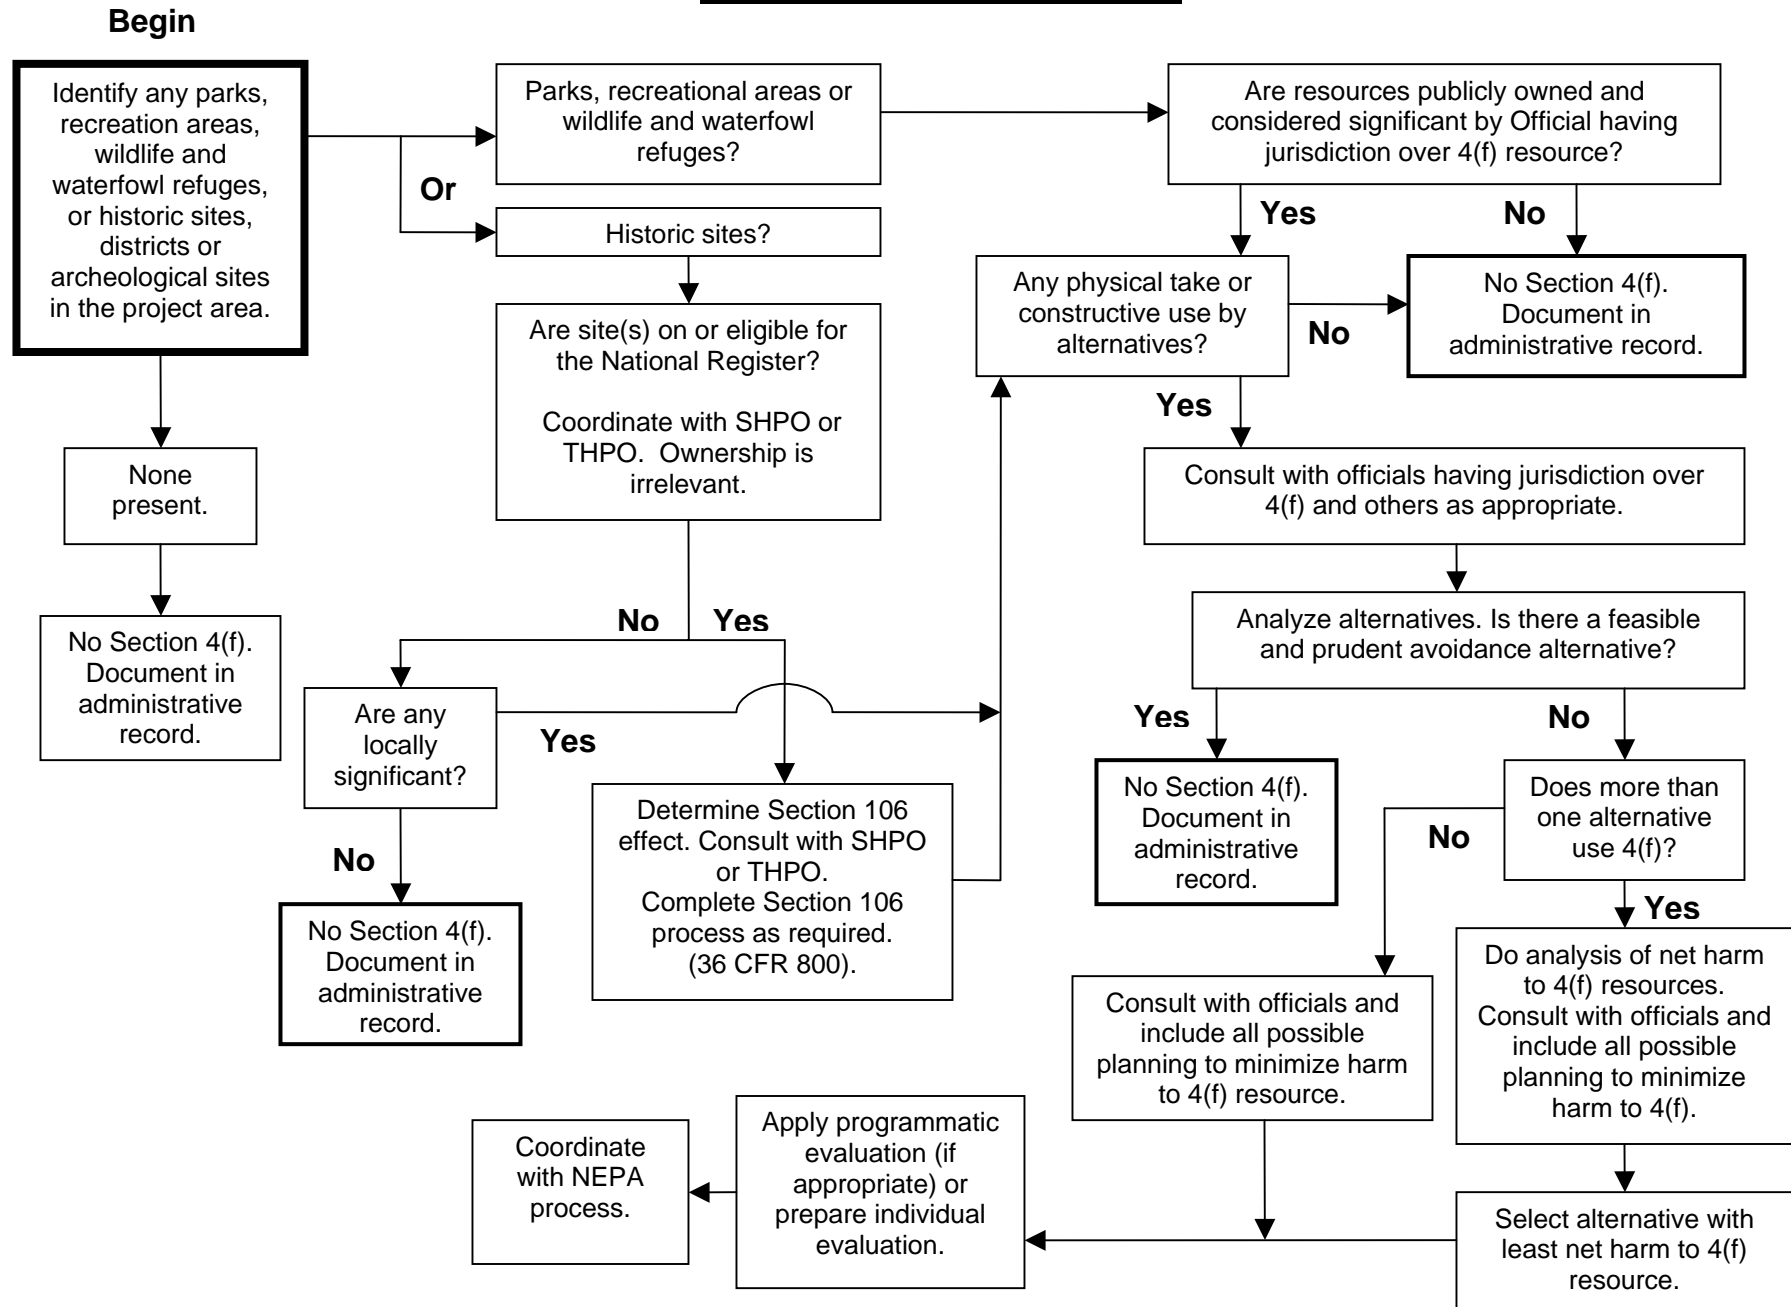 Begin
Identify any parks,
recreation areas,
wildlife and
waterfowl refuges,
or historic sites,
districts or
archeological sites
in the project area.
None
present.
No Section 4(f).
Document in
administrative
record.
Or
Parks, recreational areas or
wildlife and waterfowl
refuges?
Historic sites?
Are site(s) on or eligible for
the National Register?
Coordinate with SHPO or
THPO. Ownership is
irrelevant.
No
Yes
Are any
locally
significant?
Yes
No
No Section 4(f).
Document in
administrative
record.
Determine Section 106
effect. Consult with SHPO
or THPO.
Complete Section 106
process as required.
(36 CFR 800).
Are resources publicly owned and
considered significant by Official having
jurisdiction over 4(f) resource?
Yes
No
Any physical take or
constructive use by
alternatives?
No
No Section 4(f).
Document in
administrative record.
Yes
Consult with officials having jurisdiction over
4(f) and others as appropriate.
Analyze alternatives. Is there a feasible
and prudent avoidance alternative?
Yes
No
No Section 4(f).
Document in
administrative
record.
Does more than
one alternative
use 4(f)?
No
Yes
Consult with officials and
include all possible
planning to minimize harm
to 4(f) resource.
Do analysis of net harm
to 4(f) resources.
Consult with officials and
include all possible
planning to minimize
harm to 4(f).
Select alternative with
least net harm to 4(f)
resource.
Apply programmatic
evaluation (if
appropriate) or
prepare individual
evaluation.
Coordinate
with NEPA
process.